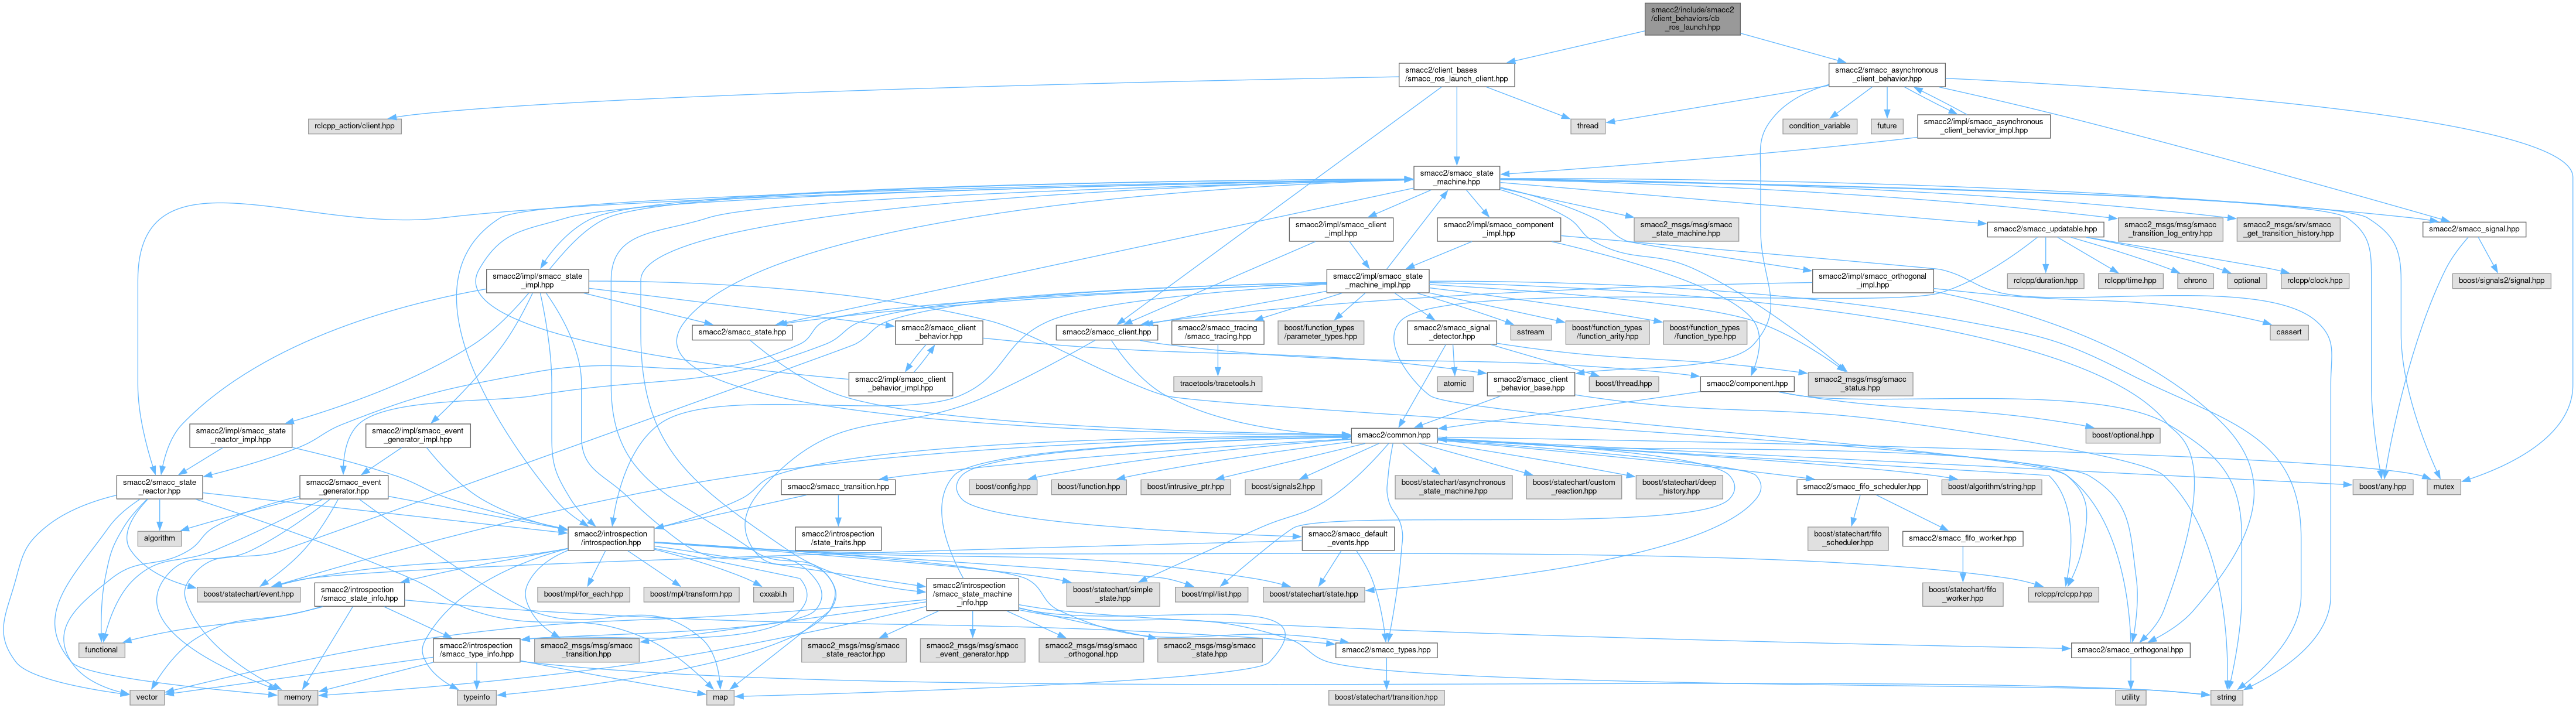 smacc2/include/smacc2
/client_behaviors/cb
_ros_launch.hpp
smacc2/client_bases
/smacc_ros_launch_client.hpp
smacc2/smacc_asynchronous
_client_behavior.hpp
rclcpp_action/client.hpp
thread
condition_variable
future
smacc2/impl/smacc_asynchronous
_client_behavior_impl.hpp
smacc2/smacc_state
_machine.hpp
smacc2/impl/smacc_client
_impl.hpp
smacc2/impl/smacc_component
_impl.hpp
smacc2_msgs/msg/smacc
_state_machine.hpp
smacc2/smacc_updatable.hpp
smacc2_msgs/msg/smacc
_transition_log_entry.hpp
smacc2_msgs/srv/smacc
_get_transition_history.hpp
smacc2/smacc_signal.hpp
smacc2/impl/smacc_state
_impl.hpp
smacc2/impl/smacc_state
_machine_impl.hpp
smacc2/impl/smacc_orthogonal
_impl.hpp
rclcpp/duration.hpp
rclcpp/time.hpp
chrono
optional
rclcpp/clock.hpp
boost/signals2/signal.hpp
smacc2/smacc_state.hpp
smacc2/smacc_client
_behavior.hpp
smacc2/smacc_client.hpp
smacc2/smacc_tracing
/smacc_tracing.hpp
boost/function_types
/parameter_types.hpp
smacc2/smacc_signal
_detector.hpp
sstream
boost/function_types
/function_arity.hpp
boost/function_types
/function_type.hpp
cassert
smacc2/impl/smacc_client
_behavior_impl.hpp
tracetools/tracetools.h
atomic
smacc2/smacc_client
_behavior_base.hpp
boost/thread.hpp
smacc2/component.hpp
smacc2_msgs/msg/smacc
_status.hpp
smacc2/impl/smacc_state
_reactor_impl.hpp
smacc2/impl/smacc_event
_generator_impl.hpp
smacc2/common.hpp
boost/optional.hpp
smacc2/smacc_state
_reactor.hpp
smacc2/smacc_event
_generator.hpp
boost/config.hpp
boost/function.hpp
boost/intrusive_ptr.hpp
boost/signals2.hpp
smacc2/smacc_transition.hpp
boost/statechart/asynchronous
_state_machine.hpp
boost/statechart/custom
_reaction.hpp
boost/statechart/deep
_history.hpp
smacc2/smacc_fifo_scheduler.hpp
boost/algorithm/string.hpp
boost/any.hpp
mutex
algorithm
smacc2/introspection
/introspection.hpp
smacc2/introspection
/state_traits.hpp
smacc2/smacc_default
_events.hpp
boost/statechart/fifo
_scheduler.hpp
smacc2/smacc_fifo_worker.hpp
boost/statechart/event.hpp
smacc2/introspection
/smacc_state_info.hpp
boost/mpl/for_each.hpp
boost/mpl/transform.hpp
cxxabi.h
smacc2/introspection
/smacc_state_machine
_info.hpp
boost/statechart/simple
_state.hpp
boost/mpl/list.hpp
boost/statechart/state.hpp
boost/statechart/fifo
_worker.hpp
rclcpp/rclcpp.hpp
functional
smacc2/introspection
/smacc_type_info.hpp
smacc2_msgs/msg/smacc
_transition.hpp
smacc2_msgs/msg/smacc
_state_reactor.hpp
smacc2_msgs/msg/smacc
_event_generator.hpp
smacc2_msgs/msg/smacc
_orthogonal.hpp
smacc2_msgs/msg/smacc
_state.hpp
smacc2/smacc_types.hpp
smacc2/smacc_orthogonal.hpp
vector
memory
typeinfo
map
boost/statechart/transition.hpp
utility
string